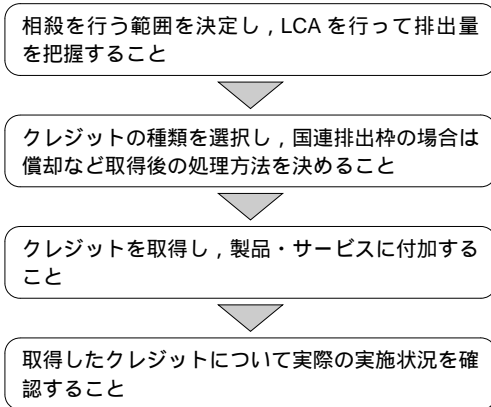 相殺を行う範囲を決定し，LCA を行って排出量
を把握すること
クレジットの種類を選択し，国連排出枠の場合は
償却など取得後の処理方法を決めること
クレジットを取得し，製品・サービスに付加する
こと
取得したクレジットについて実際の実施状況を確
認すること